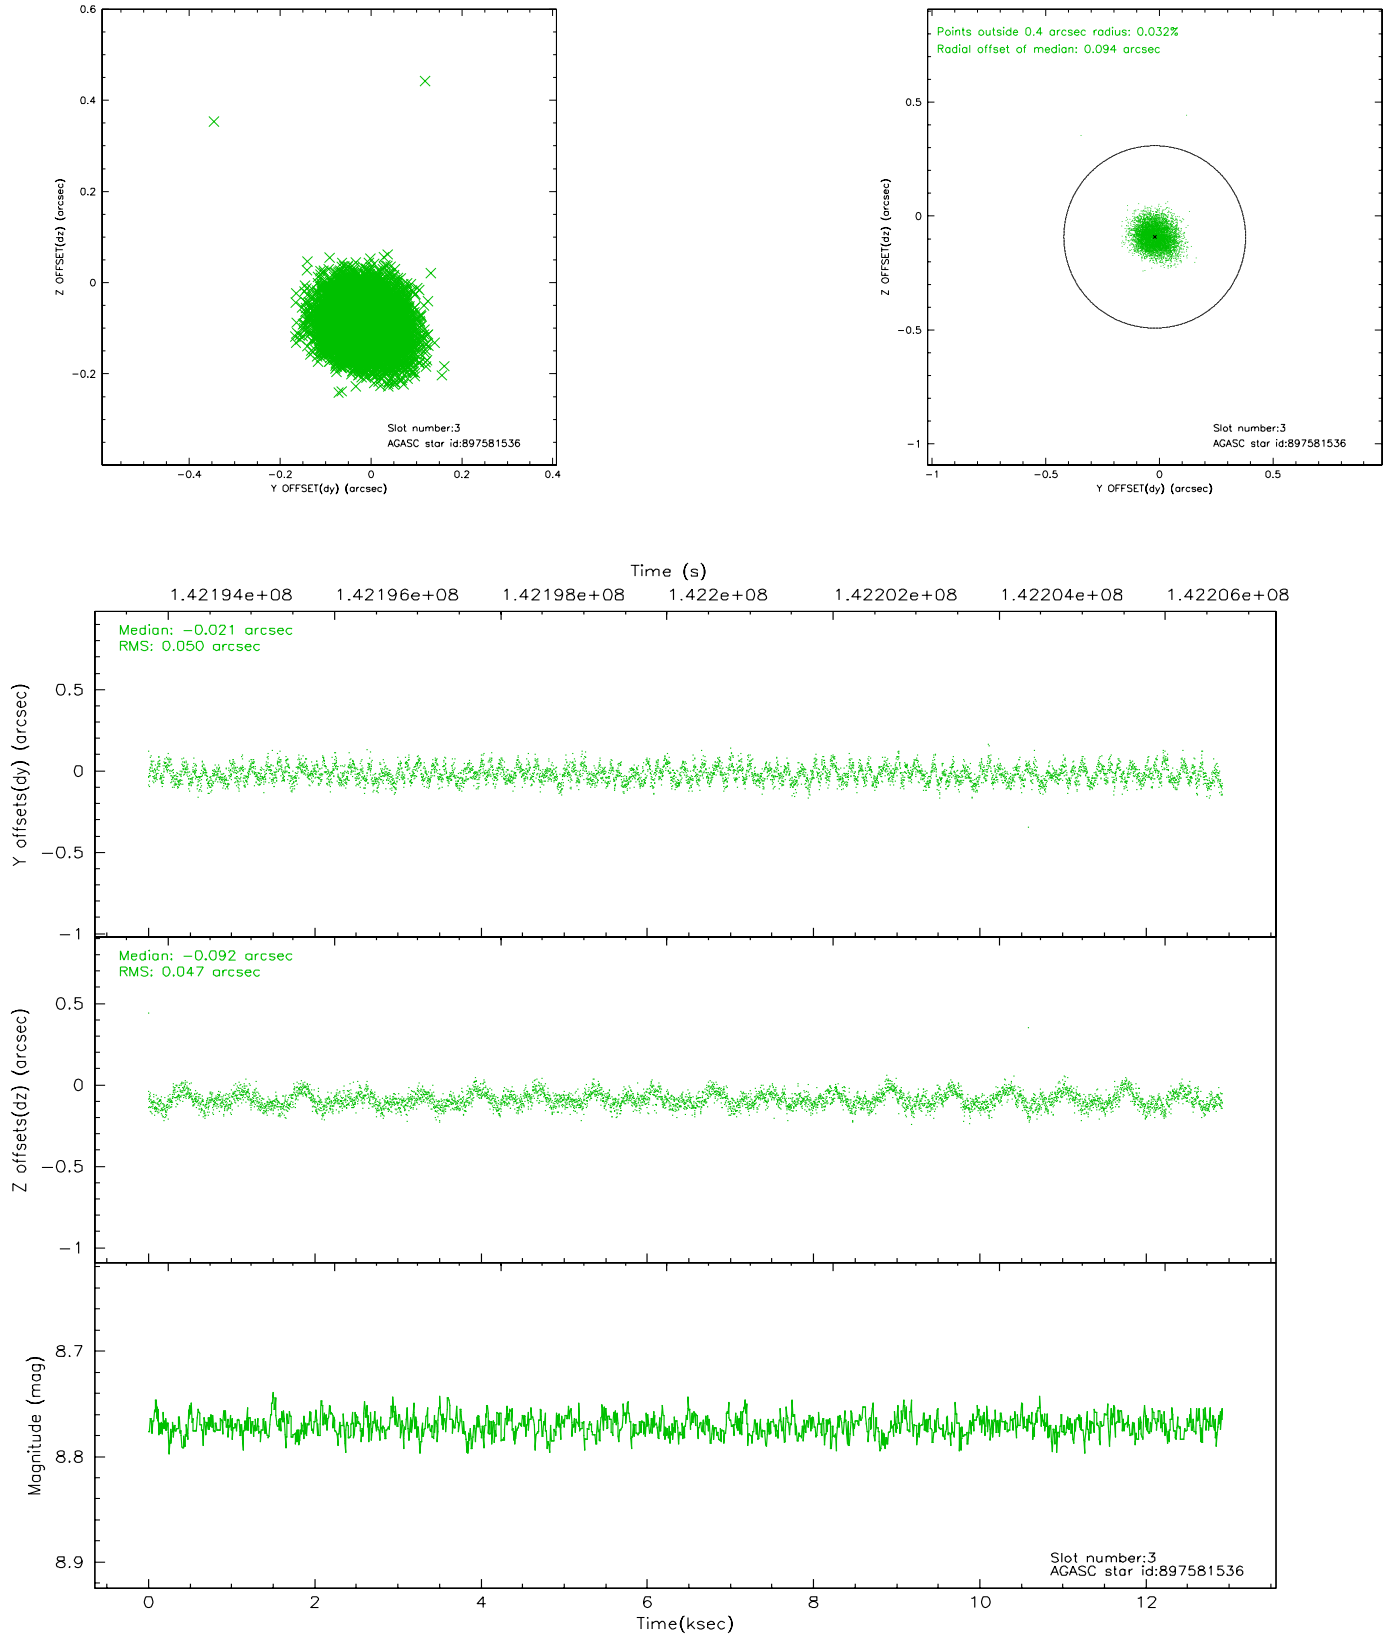 0.6
0.4
0.2
0
−0.2
Z OFFSET(dz) (arcsec)
Slot number:3
AGASC star id:897581536
−0.4 −0.2 0 0.2 0.4
Y OFFSET(dy) (arcsec)
Points outside 0.4 arcsec radius: 0.032%
Radial offset of median: 0.094 arcsec
0.5
0
−0.5
−1
Z OFFSET(dz) (arcsec)
Slot number:3
AGASC star id:897581536
−1 −0.5 0 0.5
Y OFFSET(dy) (arcsec)
Time (s)
1.42194e+08 1.42196e+08 1.42198e+08 1.422e+08 1.42202e+08 1.42204e+08 1.42206e+08
Median: −0.021 arcsec
RMS: 0.050 arcsec
0.5
0
−0.5
−1
Y offsets(dy) (arcsec)
Median: −0.092 arcsec
RMS: 0.047 arcsec
0.5
0
−0.5
−1
Z offsets(dz) (arcsec)
8.7
8.8
8.9
Magnitude (mag)
Slot number:3
AGASC star id:897581536
0 2 4 6 8 10 12
Time(ksec)